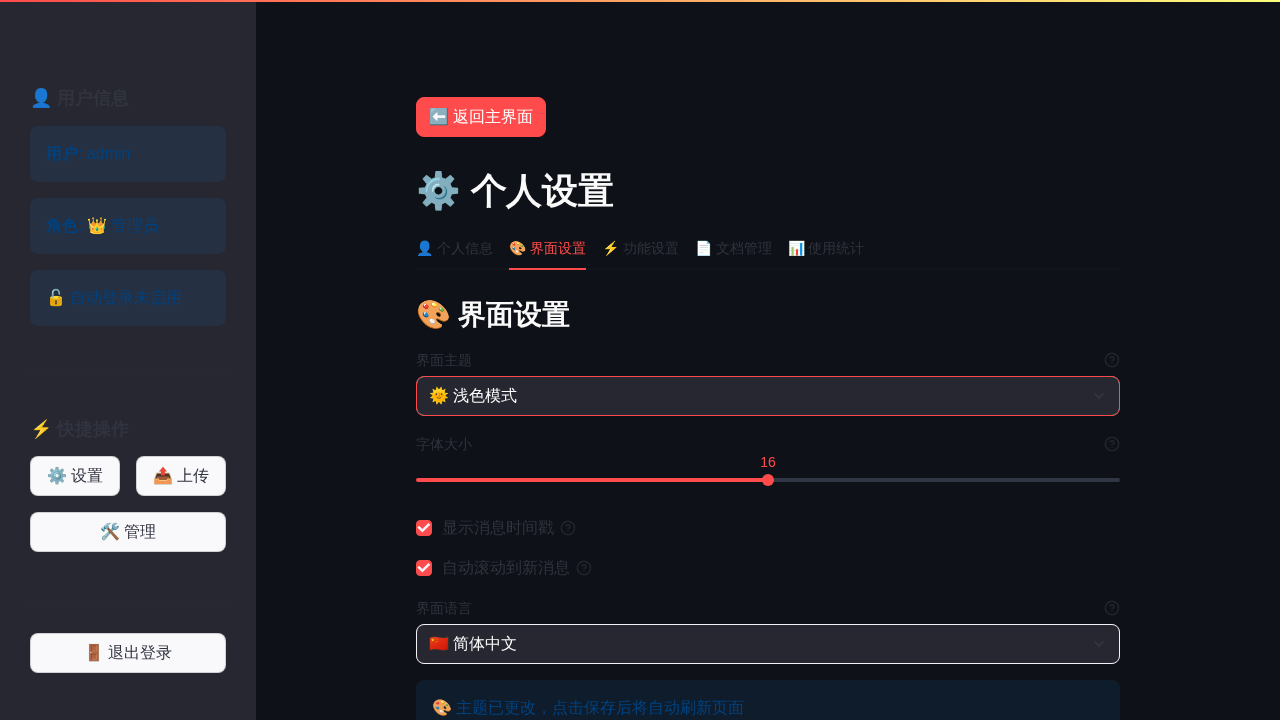 👤 用户信息
用户: admin
角色: 👑 管理员
🔓 自动登录未启用
⚡ 快捷操作
⚙️ 设置
📤 上传
🛠️ 管理
🚪 退出登录
⬅️ 返回主界面
⚙️ 个人设置
👤 个人信息 🎨 界面设置 ⚡ 功能设置 📄 文档管理 📊 使用统计
🎨 界面设置
界面主题
🌞 浅色模式
字体大小
16
显示消息时间戳
自动滚动到新消息
界面语言
🇨🇳 简体中文
🎨 主题已更改，点击保存后将自动刷新页面